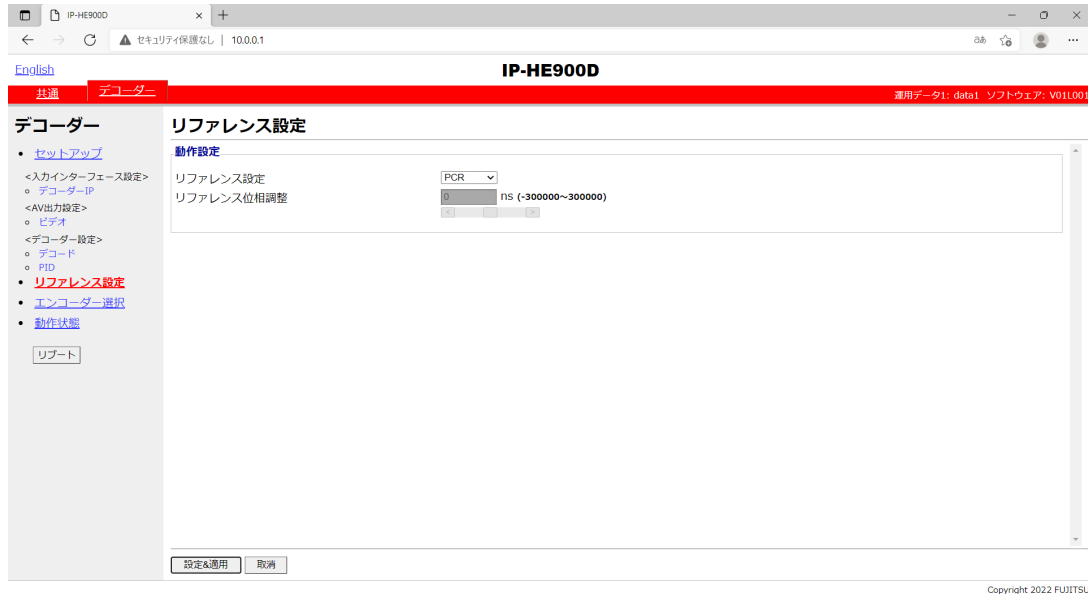 IP-HE900D
セキュリティ保護なし | 10.0.0.1
English
IP-HE900D
共通 デコーダー
運用データ1: data1 ソフトウェア: V01L001
デコーダー
• セットアップ
<入力インターフェース設定>
デコーダーIP
<AV出力設定>
ビデオ
<デコーダー設定>
デコード
PID
• リファレンス設定
• エンコーダー選択
• 動作状態
リブート
リファレンス設定
動作設定
リファレンス設定 PCR
リファレンス位相調整 0 ns (-300000~300000)
設定&適用 取消
Copyright 2022 FUJITSU